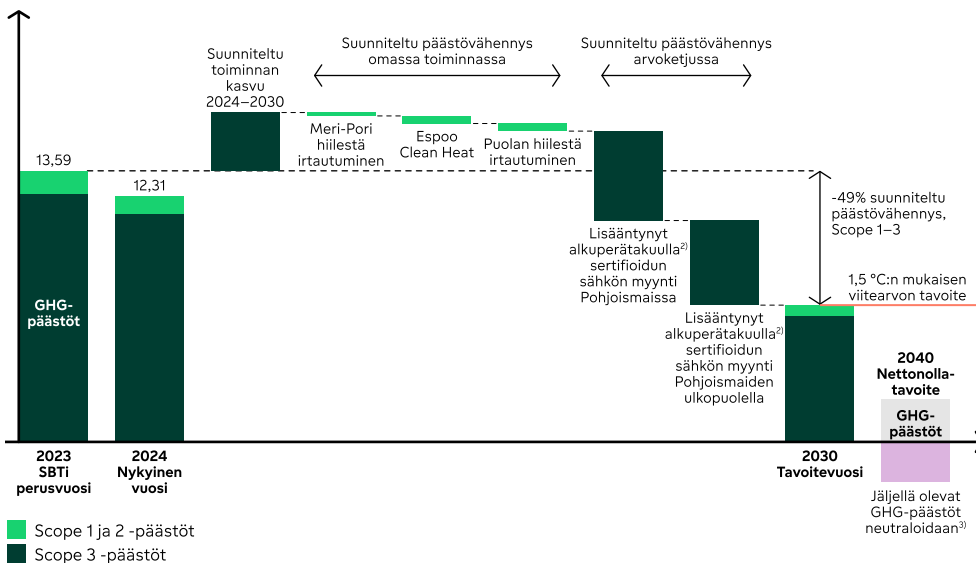 Suunniteltu
toiminnan
kasvu
2024–2030
Suunniteltu päästövähennys
omassa toiminnassa
Suunniteltu päästövähennys
arvoketjussa
Meri-Pori
hiilestä
irtautuminen
Espoo
Clean Heat
Puolan hiilestä
irtautuminen
13,59
12,31
-49% suunniteltu
päästövähennys,
Scope 1–3
Lisääntynyt
alkuperätakuulla2)
sertifioidun
sähkön myynti
Pohjoismaissa
1,5 °C:n mukaisen
viitearvon tavoite
GHG-
päästöt
Lisääntynyt
alkuperätakuulla2)
sertifioidun
sähkön myynti
Pohjoismaiden
ulkopuolella
2040
Nettonolla-
tavoite
GHG-
päästöt
2023
SBTi
perusvuosi
2024
Nykyinen
vuosi
2030
Tavoitevuosi
Jäljellä olevat
GHG-päästöt
neutraloidaan3)
Scope 1 ja 2 -päästöt
Scope 3 -päästöt